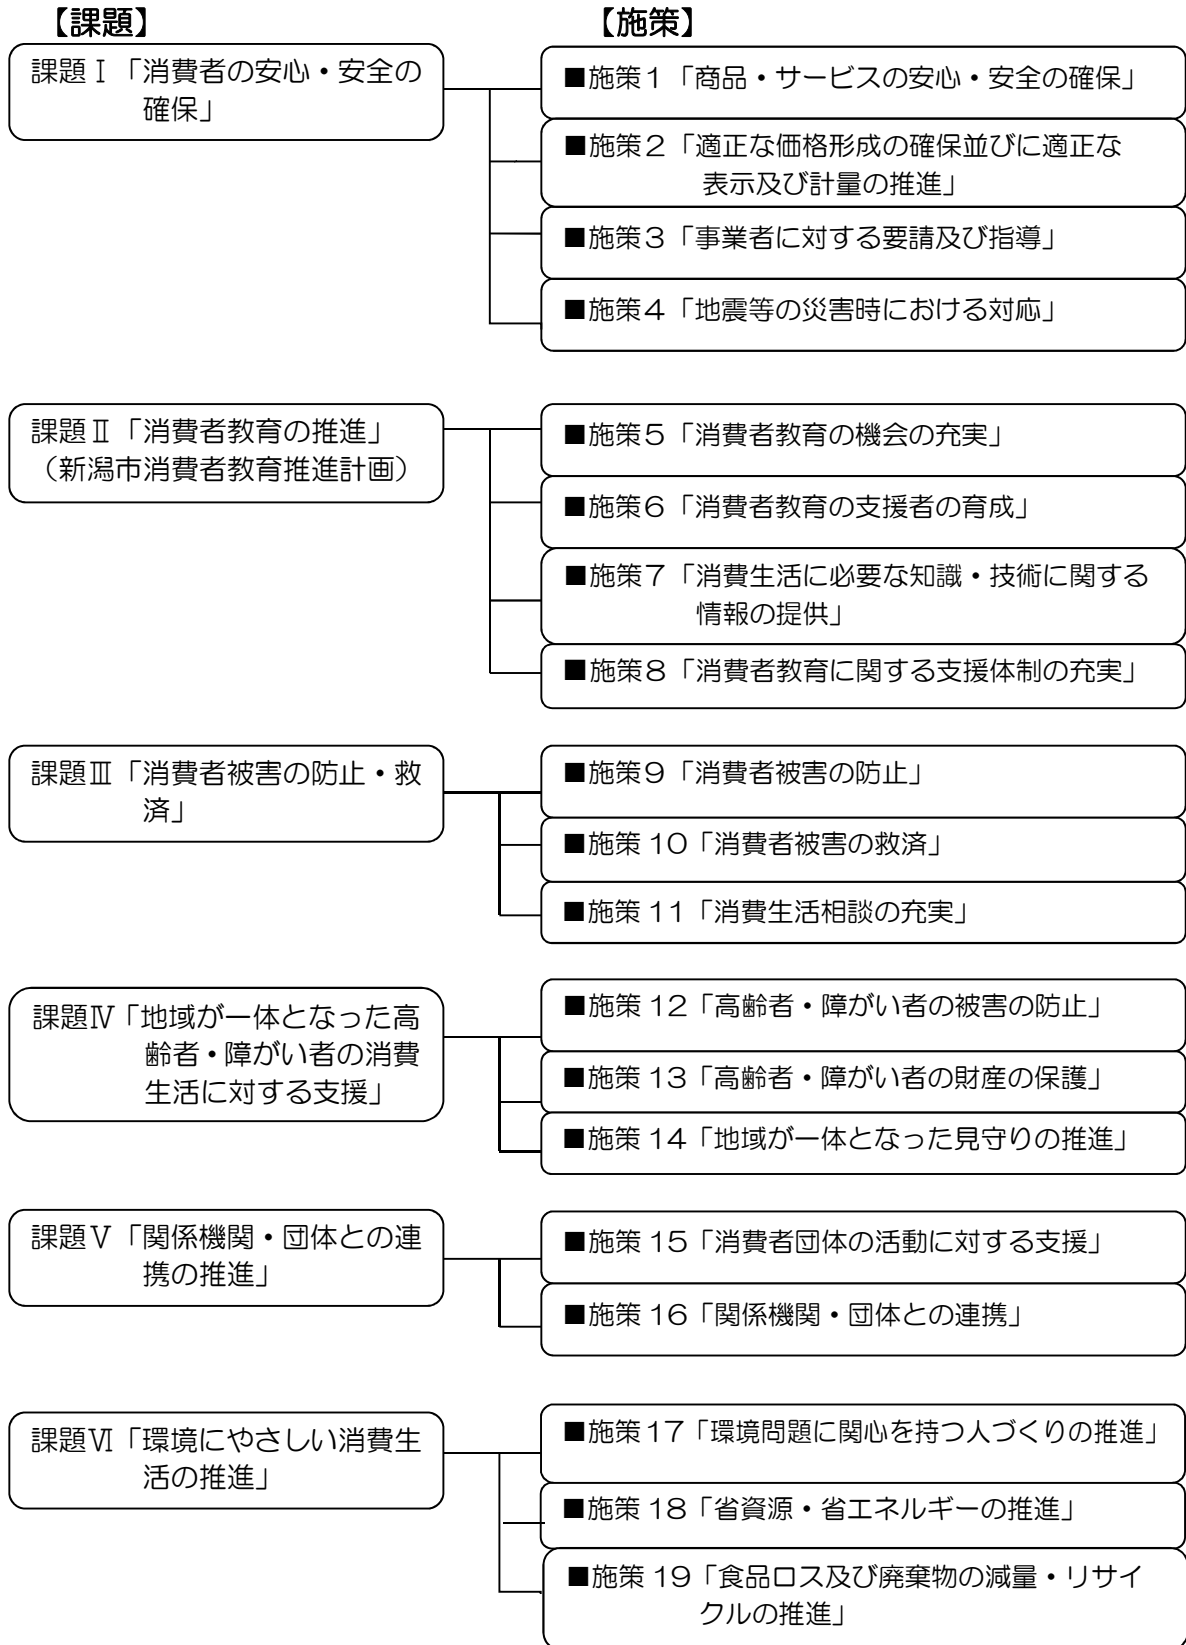 【課題】
【施策】
課題Ⅰ「消費者の安心・安全の
確保」
■施策1「商品・サービスの安心・安全の確保」
■施策2「適正な価格形成の確保並びに適正な
表示及び計量の推進」
■施策3「事業者に対する要請及び指導」
■施策4「地震等の災害時における対応」
課題Ⅱ「消費者教育の推進」
（新潟市消費者教育推進計画）
■施策5「消費者教育の機会の充実」
■施策6「消費者教育の支援者の育成」
■施策7「消費生活に必要な知識・技術に関する
情報の提供」
■施策8「消費者教育に関する支援体制の充実」
課題Ⅲ「消費者被害の防止・救
済」
■施策9「消費者被害の防止」
■施策 10「消費者被害の救済」
■施策 11「消費生活相談の充実」
課題Ⅳ「地域が一体となった高
齢者・障がい者の消費
生活に対する支援」
■施策 12「高齢者・障がい者の被害の防止」
■施策 13「高齢者・障がい者の財産の保護」
■施策 14「地域が一体となった見守りの推進」
課題Ⅴ「関係機関・団体との連
携の推進」
■施策 15「消費者団体の活動に対する支援」
■施策 16「関係機関・団体との連携」
課題Ⅵ「環境にやさしい消費生
活の推進」
■施策17「環境問題に関心を持つ人づくりの推進」
■施策 18「省資源・省エネルギーの推進」
■施策 19「食品ロス及び廃棄物の減量・リサイ
クルの推進」